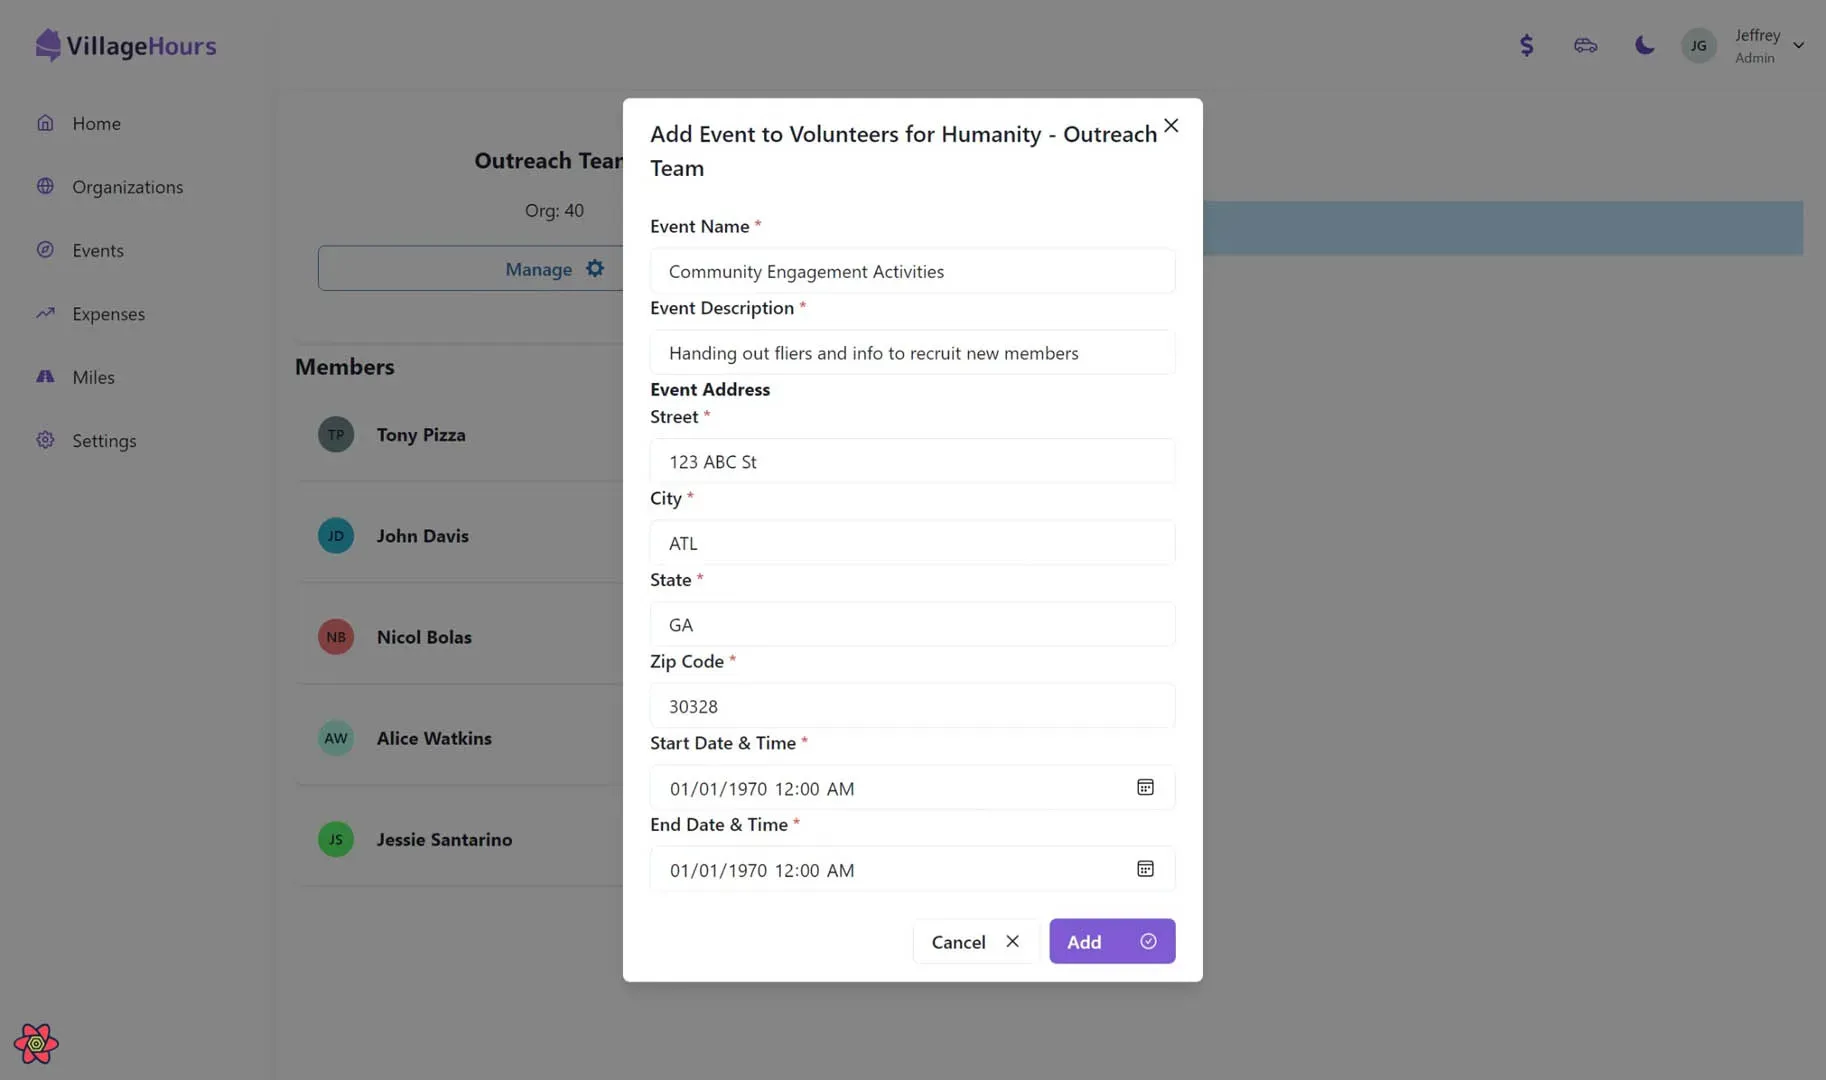 VillageHours
JG
Jeffrey
Admin
Home
Organizations
Events
Expenses
Miles
Settings
Org: 40
Manage
Members
TP
Tony Pizza
JD
John Davis
NB
Nicol Bolas
AW
Alice Watkins
JS
Jessie Santarino
Add Event to Volunteers for Humanity - Outreach
Team
Event Name *
Community Engagement Activities
Event Description *
Handing out fliers and info to recruit new members
Event Address
Street *
123 ABC St
City *
ATL
State *
GA
Zip Code *
30328
Start Date & Time *
01/01/1970 12:00 AM
End Date & Time *
01/01/1970 12:00 AM
Cancel
Add